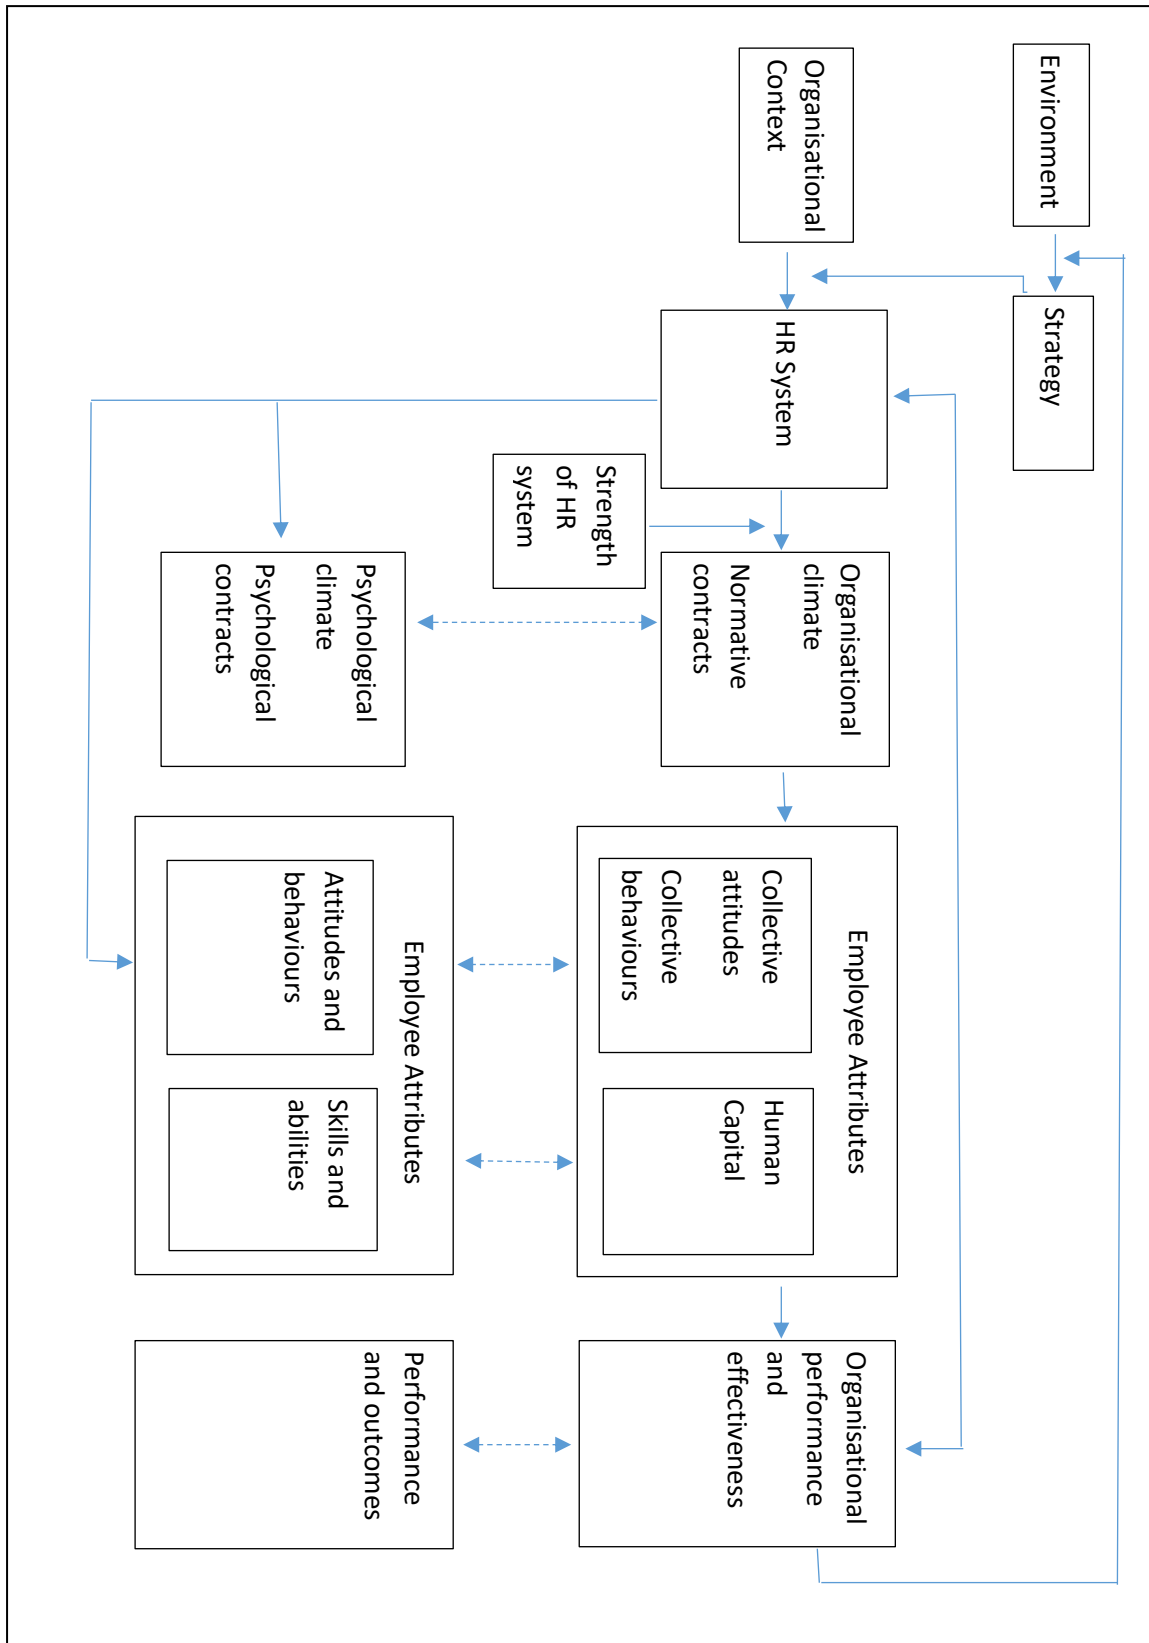 Environment
Strategy
Organisational
Context
HR System
Strength
of HR
system
Organisational
climate
Normative
contracts
Psychological
climate
Psychological
contracts
Employee Attributes
Collective
attitudes
Collective
behaviours
Human
Capital
Employee Attributes
Attitudes and
behaviours
Skills and
abilities
Organisational
performance
and
effectiveness
Performance
and outcomes